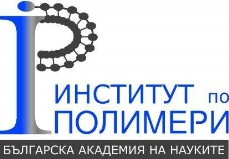 ИНСТИТУТ по
ПОЛИМЕРИ
БЪЛГАРСКА АКАДЕМИЯ НА НАУКИТЕ